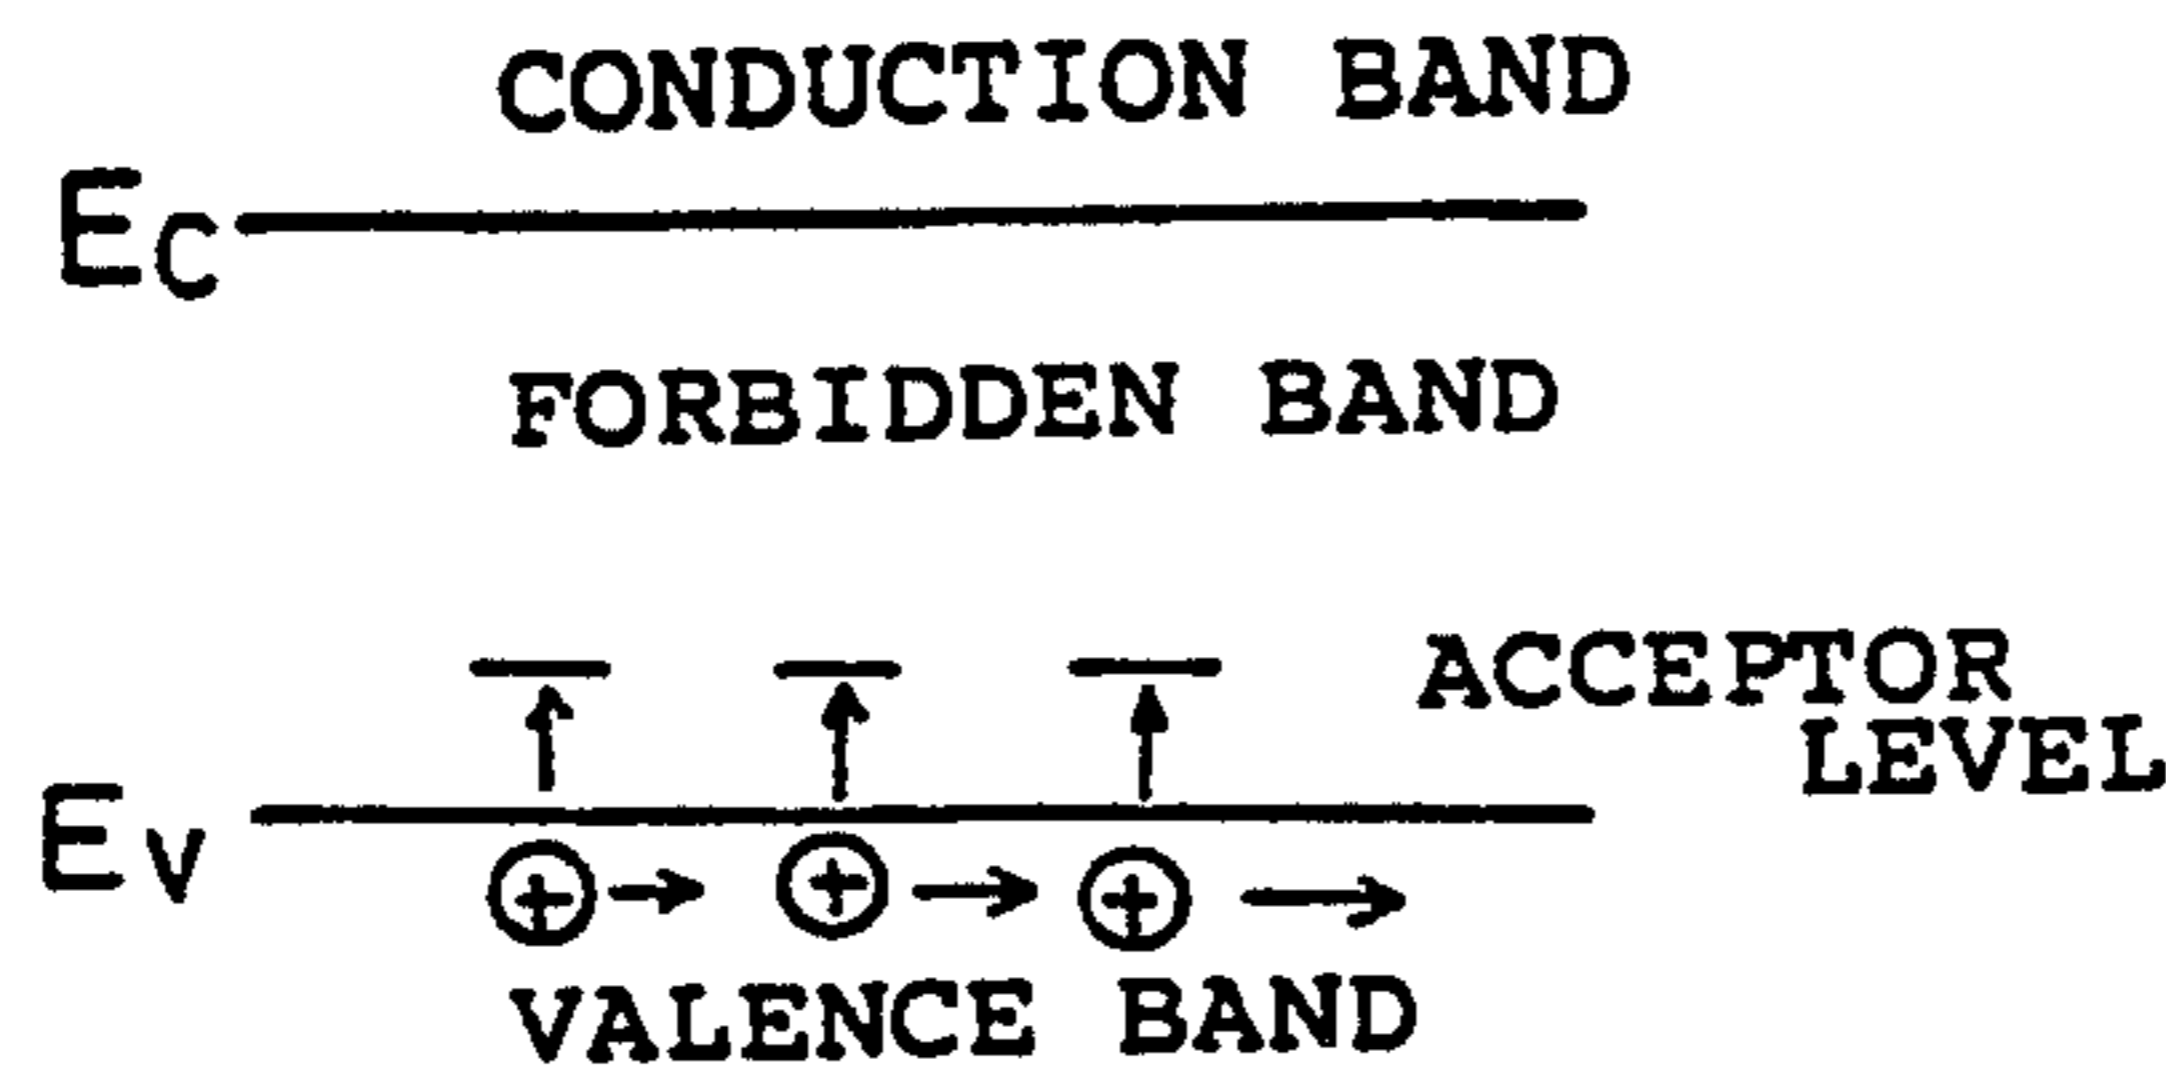 CONDUCTION BAND
EC
FORBIDDEN BAND
ACCEPTOR
LEVEL
EV
+ + +
VALENCE BAND